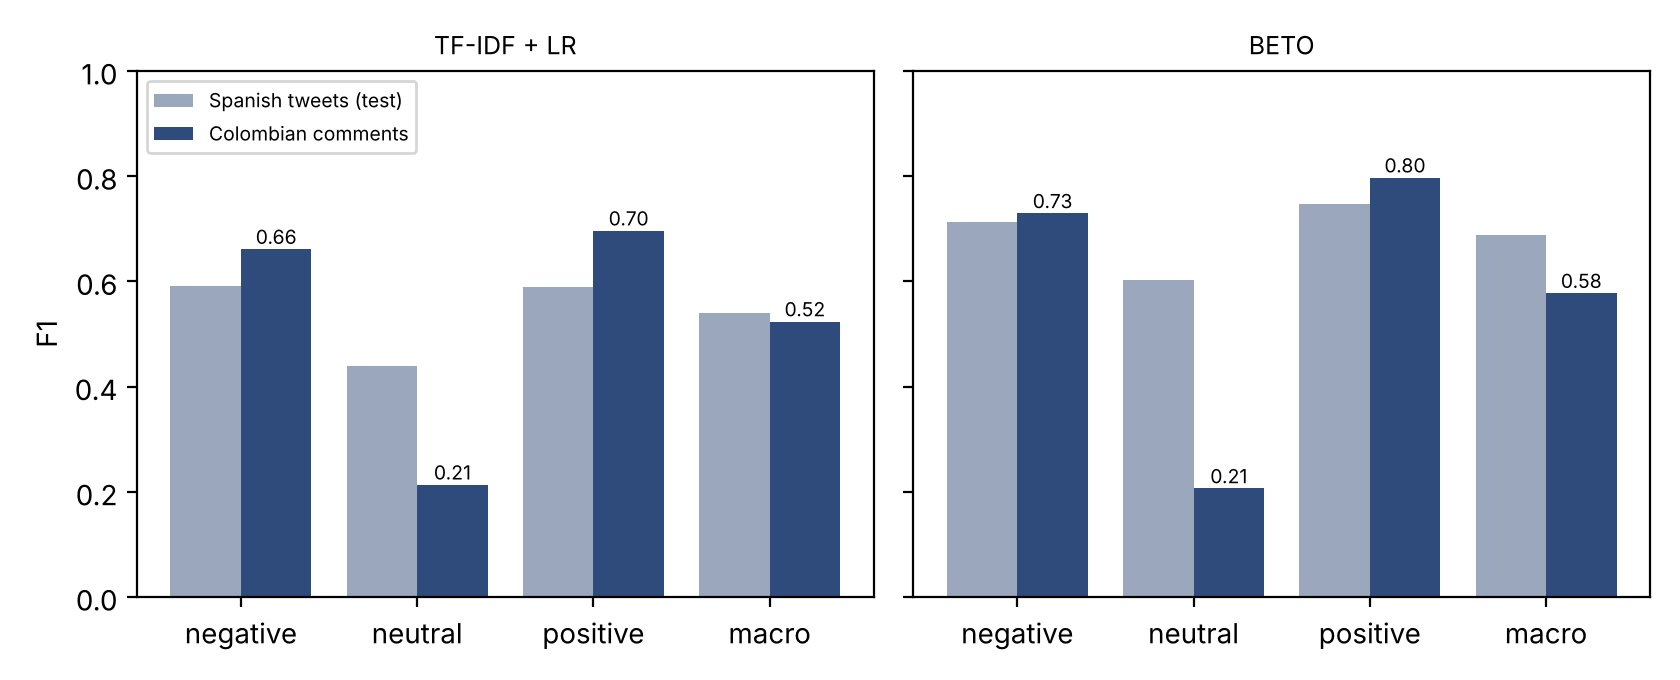 TF-IDF + LR
BETO
F1
1.0
0.8
0.6
0.4
0.2
0.0
Spanish tweets (test)
Colombian comments
0.66
0.21
0.70
0.52
negative neutral positive macro
0.73
0.21
0.80
0.58
negative neutral positive macro